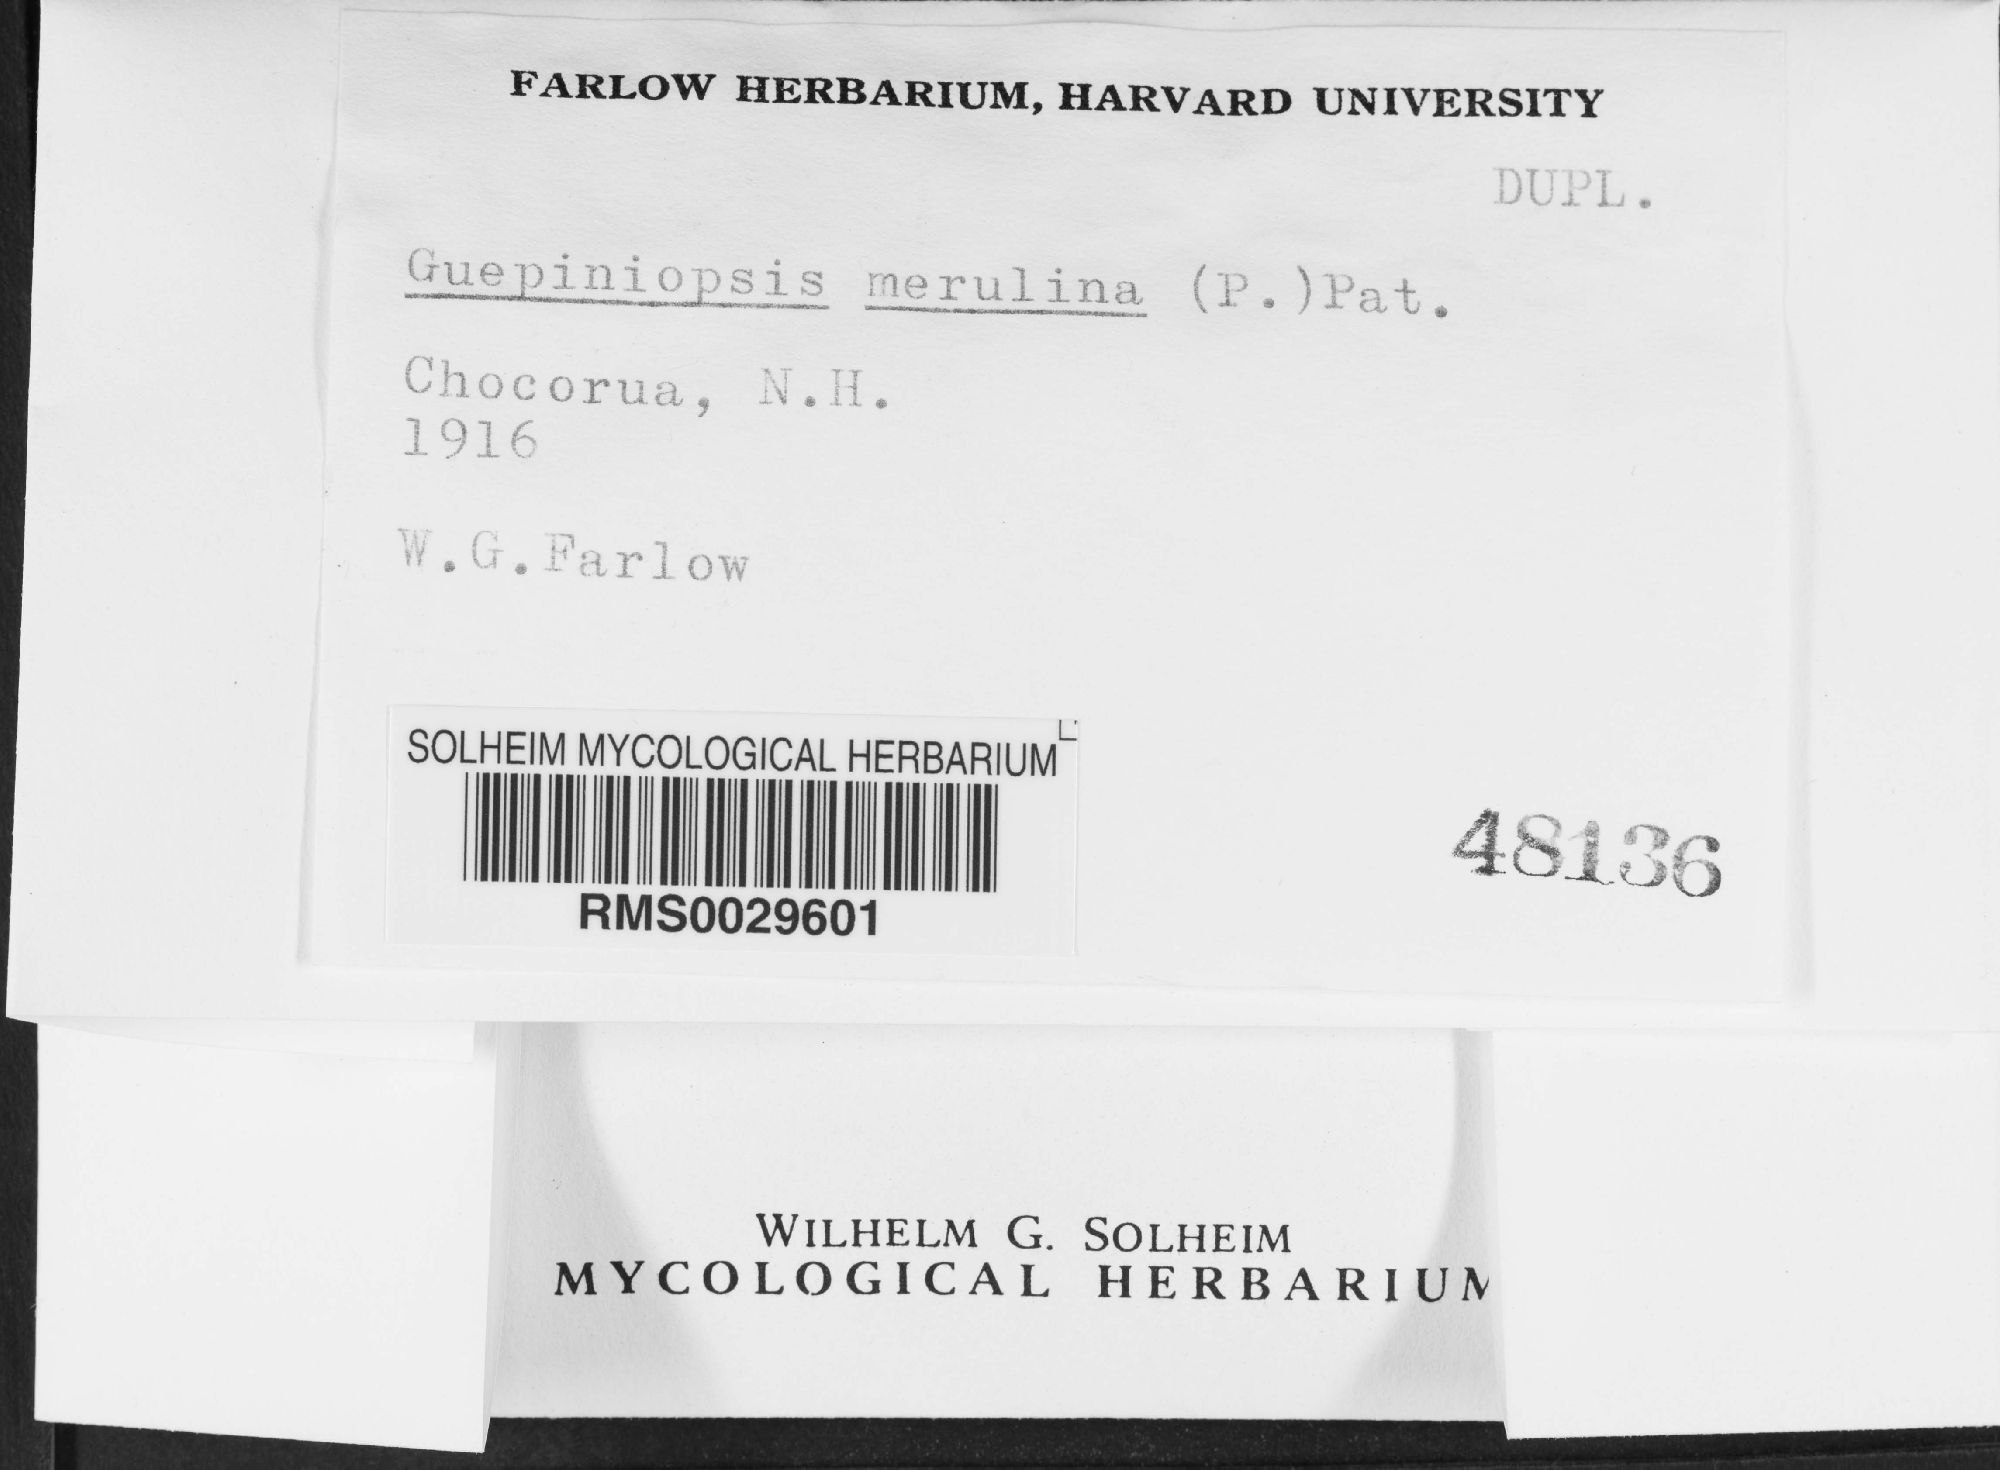 FARLOW HERBARIUM, HARVARD UNIVERSITY
DUPL.
Guepiniopsis merulina (P.)Pat.
Chocorua, N.H.
1916
W.G.Farlow
SOLHEIM MYCOLOGICAL HERBARIUM
RMS0029601
48136
WILHELM G. SOLHEIM
MYCOLOGICAL HERBARIUM